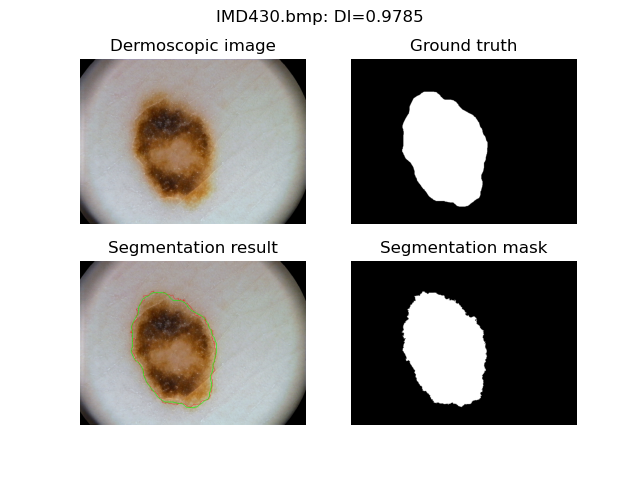 IMD430.bmp: DI=0.9785
Dermoscopic image
Ground truth
Segmentation result
Segmentation mask